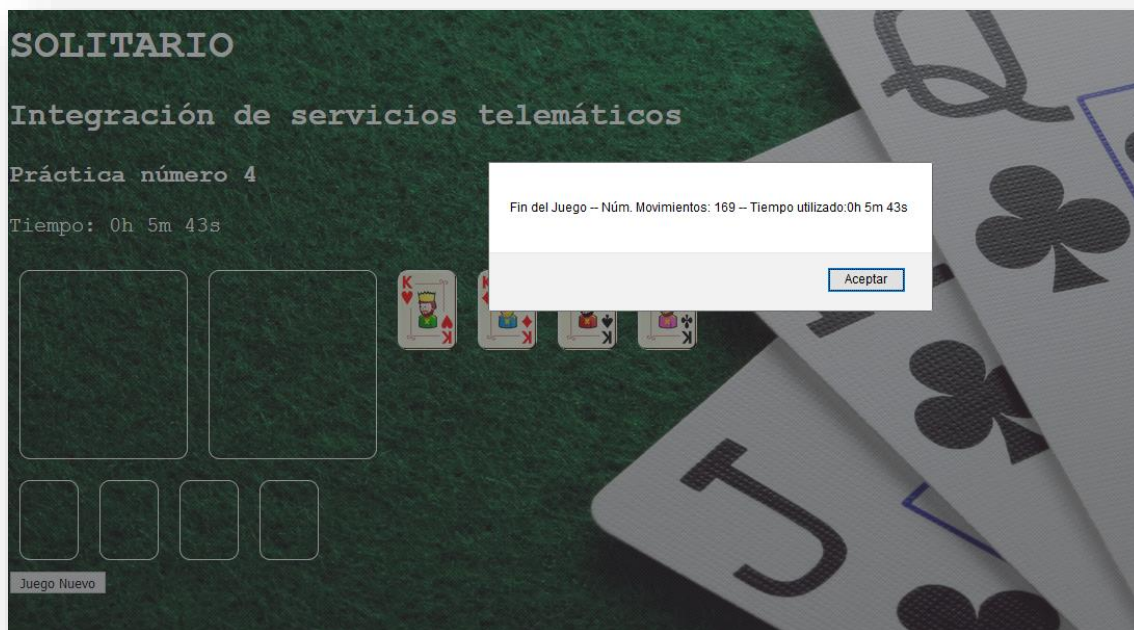 SOLITARIO
Integración de servicios telemáticos
Práctica número 4
Tiempo: 0h 5m 43s
Fin del Juego -- Núm. Movimientos: 169 -- Tiempo utilizado:0h 5m 43s
Aceptar
K K
K K K K
Q
J
Juego Nuevo